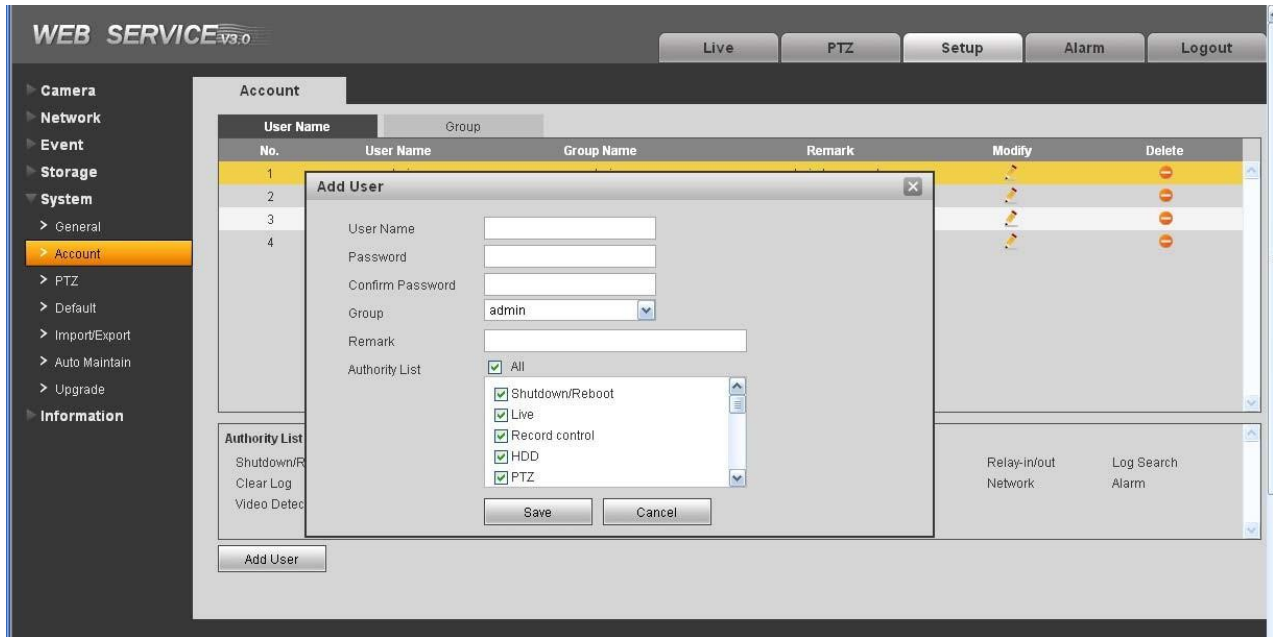 WEB SERVICE V3.0
Live PTZ Setup Alarm Logout
Camera
Network
Event
Storage
System
> General
> Account
> PTZ
> Default
> Import/Export
> Auto Maintain
> Upgrade
Information
Account
User Name Group
No. User Name Group Name Remark Modify Delete
1
2
3
4
Add User
User Name
Password
Confirm Password
Group admin
Remark
Authority List All
Shutdown/Reboot
Live
Record control
HDD
PTZ
Save Cancel
Authority List
Shutdown/R Relay-in/out Log Search
Clear Log Network Alarm
Video Detec
Add User